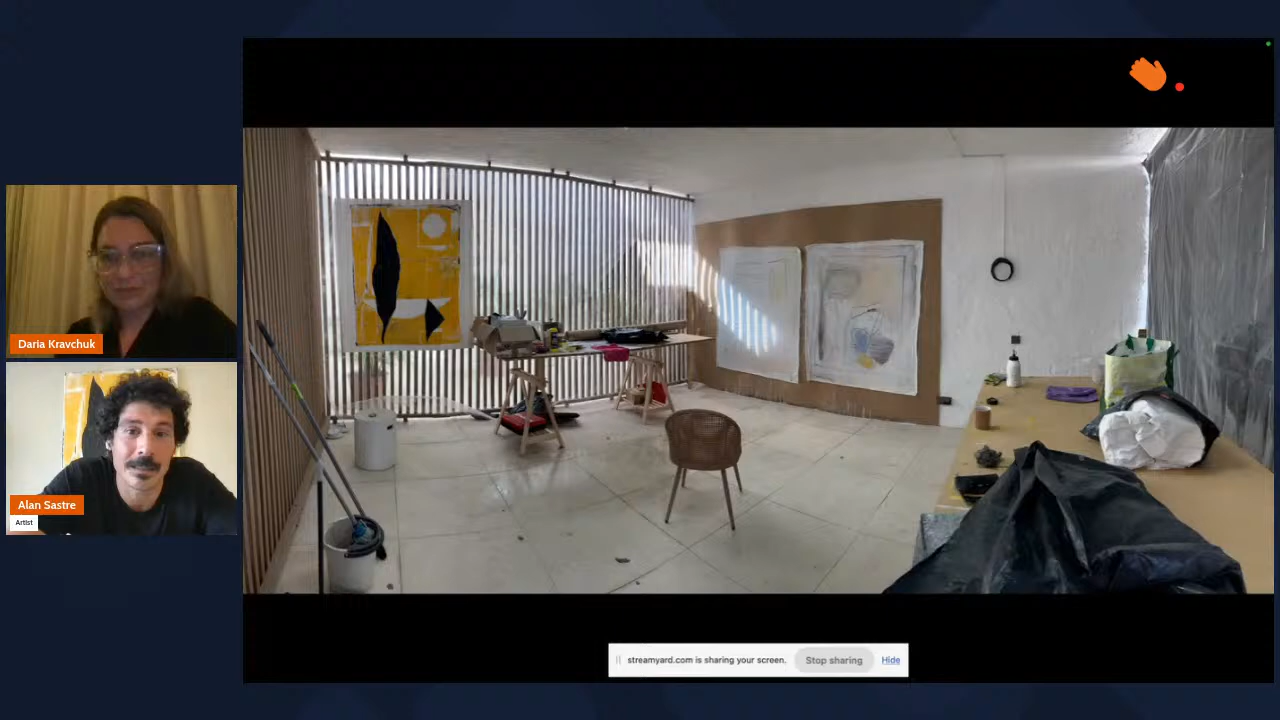 Daria Kravchuk
Alan Sastre
Artist
streamyard.com is sharing your screen.
Stop sharing
Hide